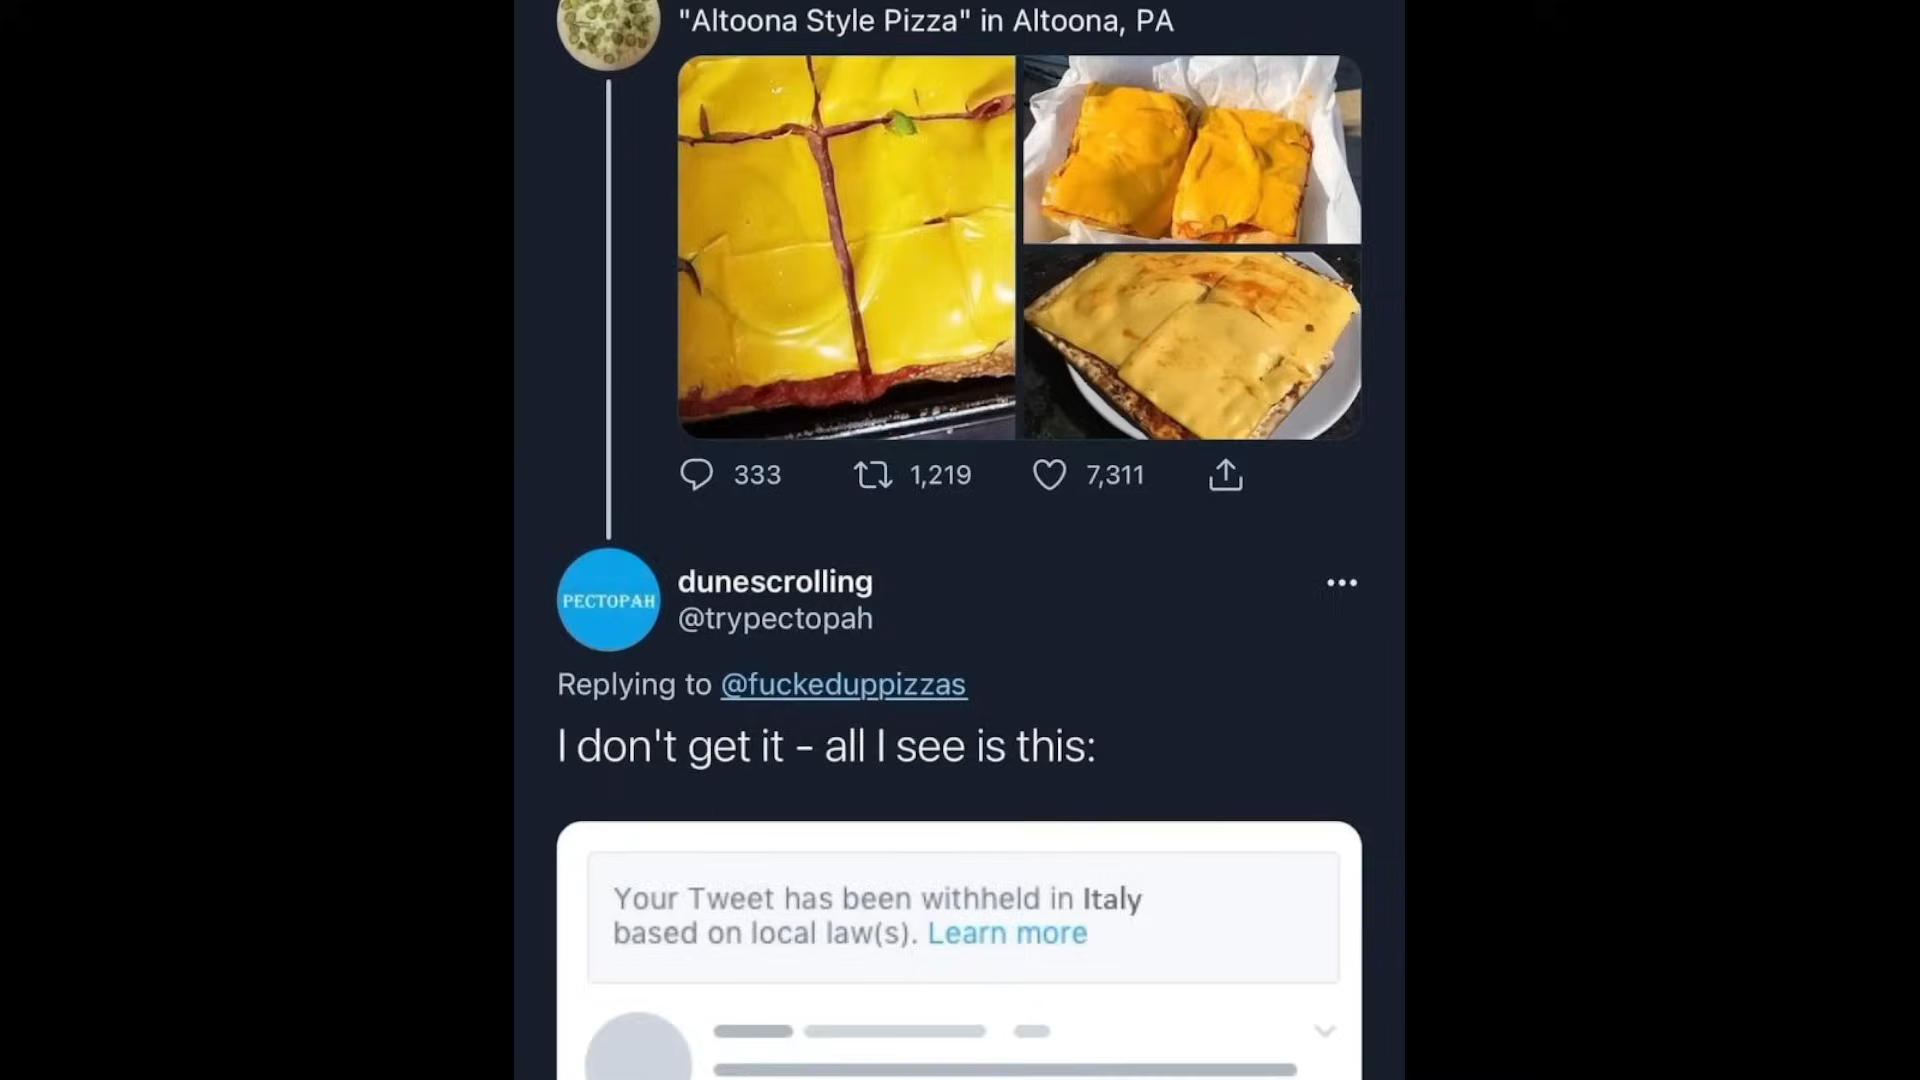 "Altoona Style Pizza" in Altoona, PA
333 1,219 7,311
PECTOPAH
dunescrolling
@trypectopah
Replying to @fuckeduppizzas
I don't get it - all I see is this:
Your Tweet has been withheld in Italy
based on local law(s). Learn more